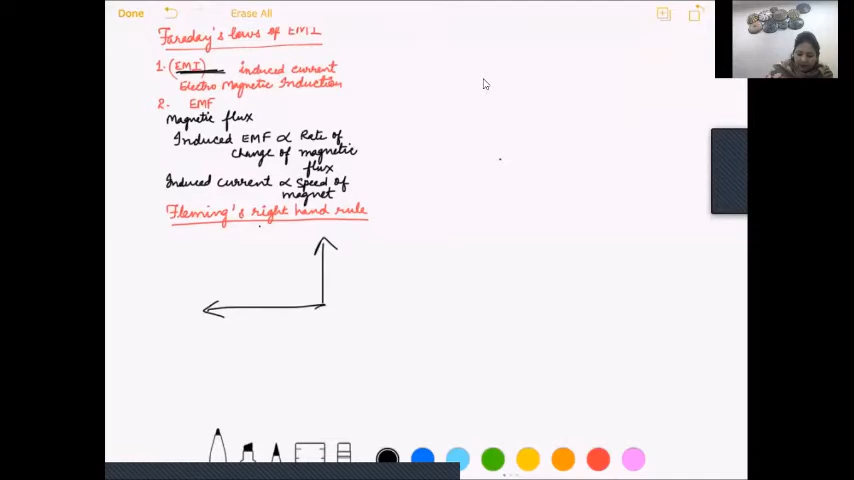 Done
Erase All
Faraday's laws of EMI
1. (EMI) induced current
Electro Magnetic Induction
2. EMF
Magnetic flux
Induced EMF ∝ Rate of
change of magnetic
flux
Induced current ∝ Speed of
magnet
Fleming's right hand rule